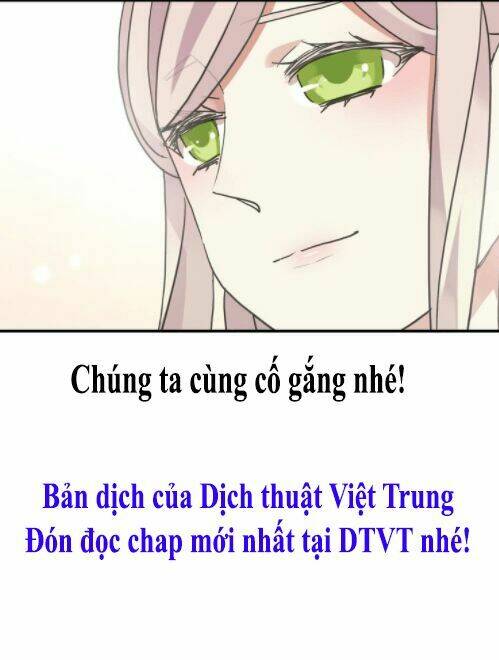 Chúng ta cùng cố gắng nhé!
Bản dịch của Dịch thuật Việt Trung
Đón đọc chap mới nhất tại DTVT nhé!